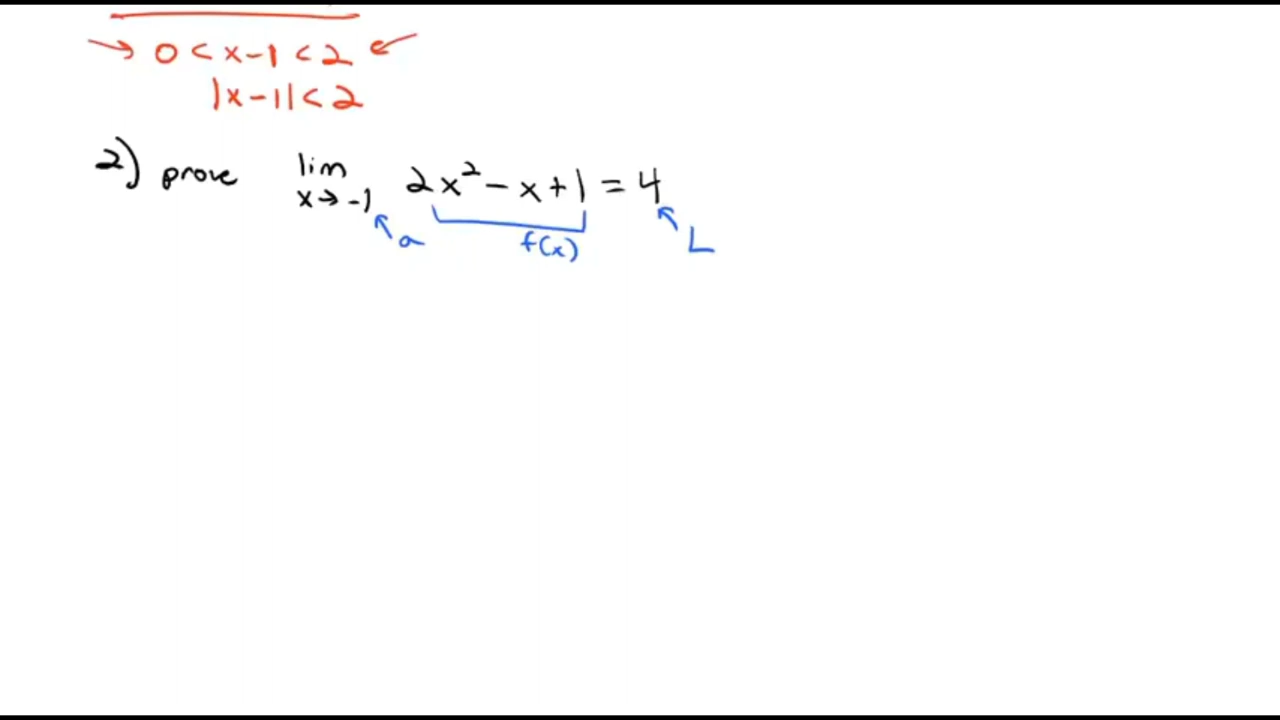 → 0 < x - 1 < 2 ←
|x - 1| < 2
2) prove lim x→ -1 2x² - x + 1 = 4
a f(x) L